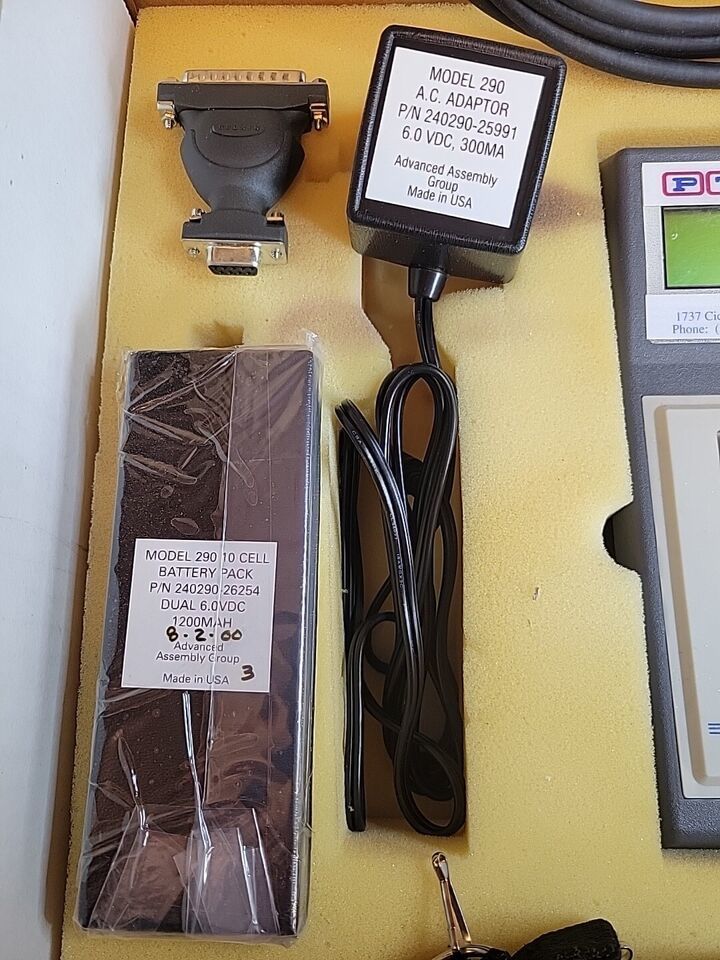 MODEL 290
A.C. ADAPTOR
P/N 240290-25991
6.0 VDC, 300MA
Advanced Assembly
Group
Made in USA
P
1737
Phone: (
MODEL 290 10 CELL
BATTERY PACK
P/N 240290-26254
DUAL 6.0VDC
1200MAH
8-2-00
Advanced
Assembly Group
3
Made in USA